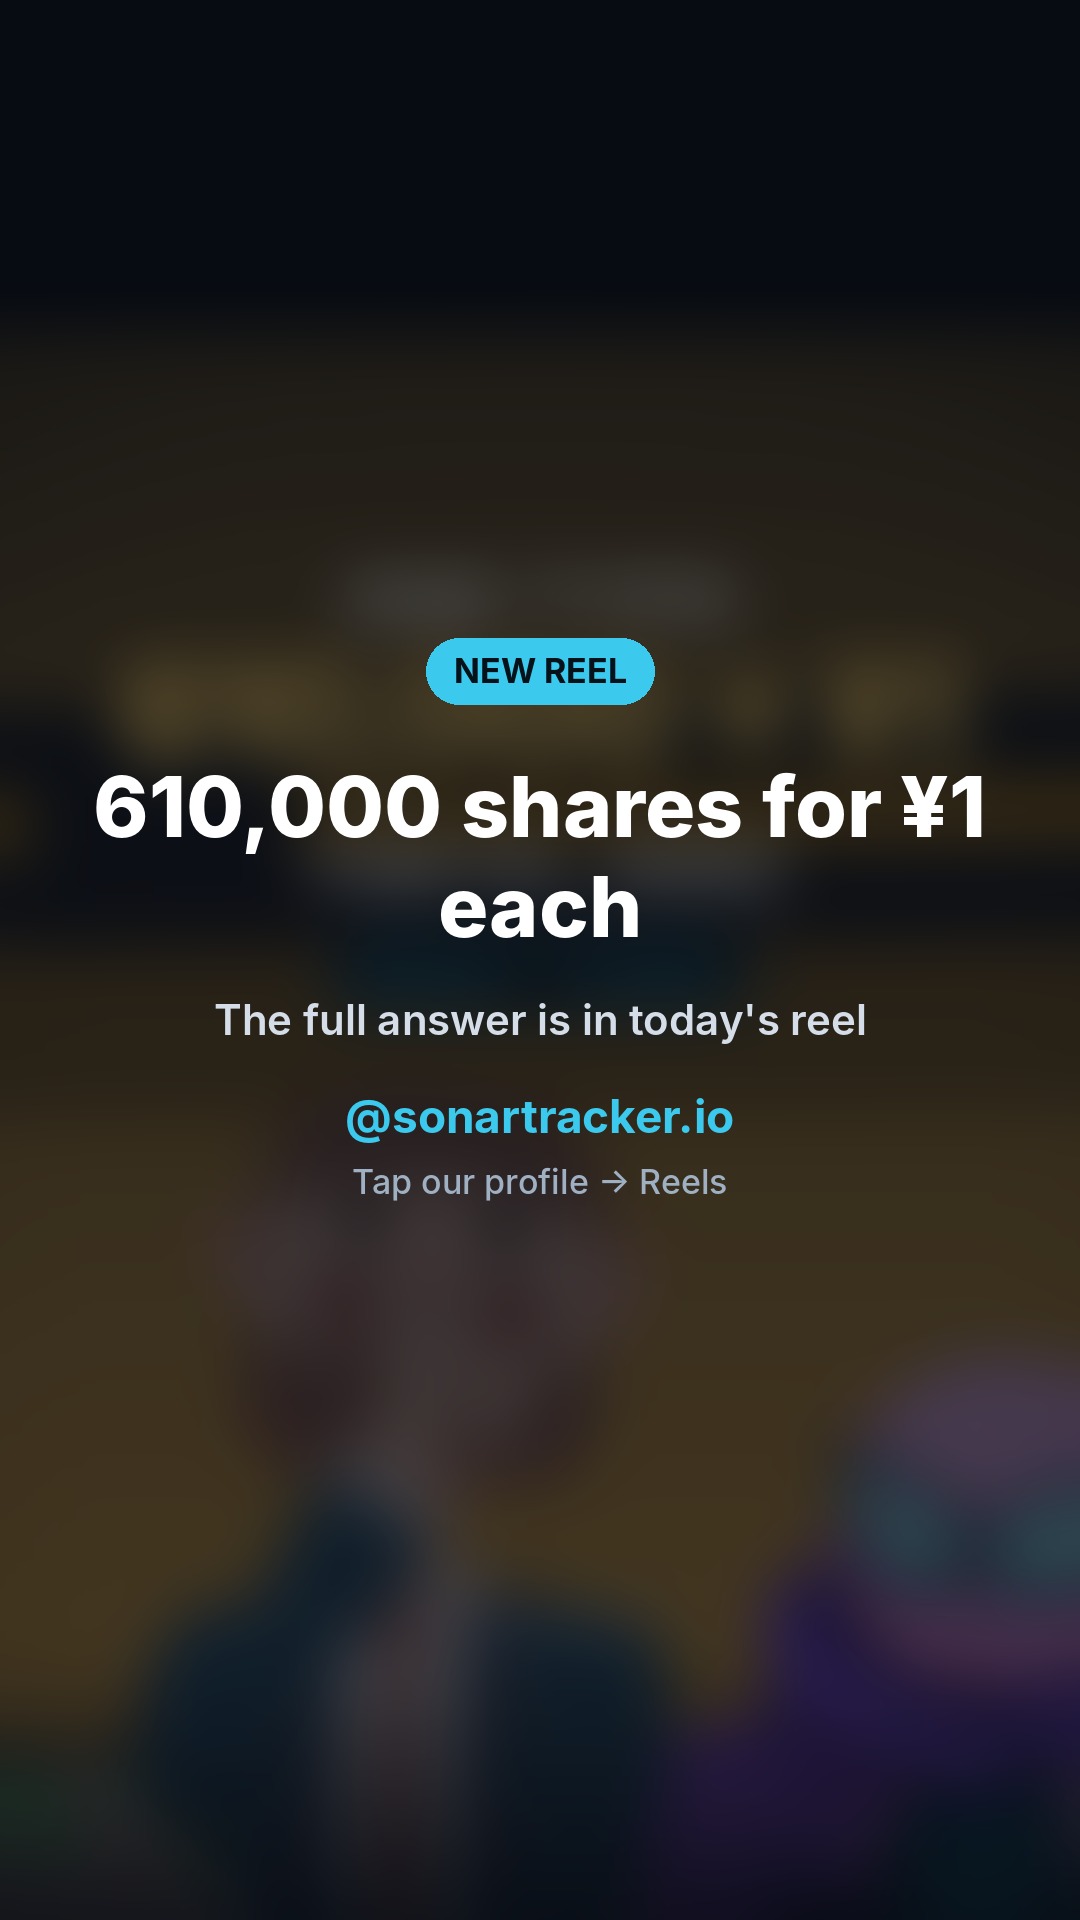 NEW REEL
610,000 shares for ¥1
each
The full answer is in today's reel
@sonartracker.io
Tap our profile → Reels